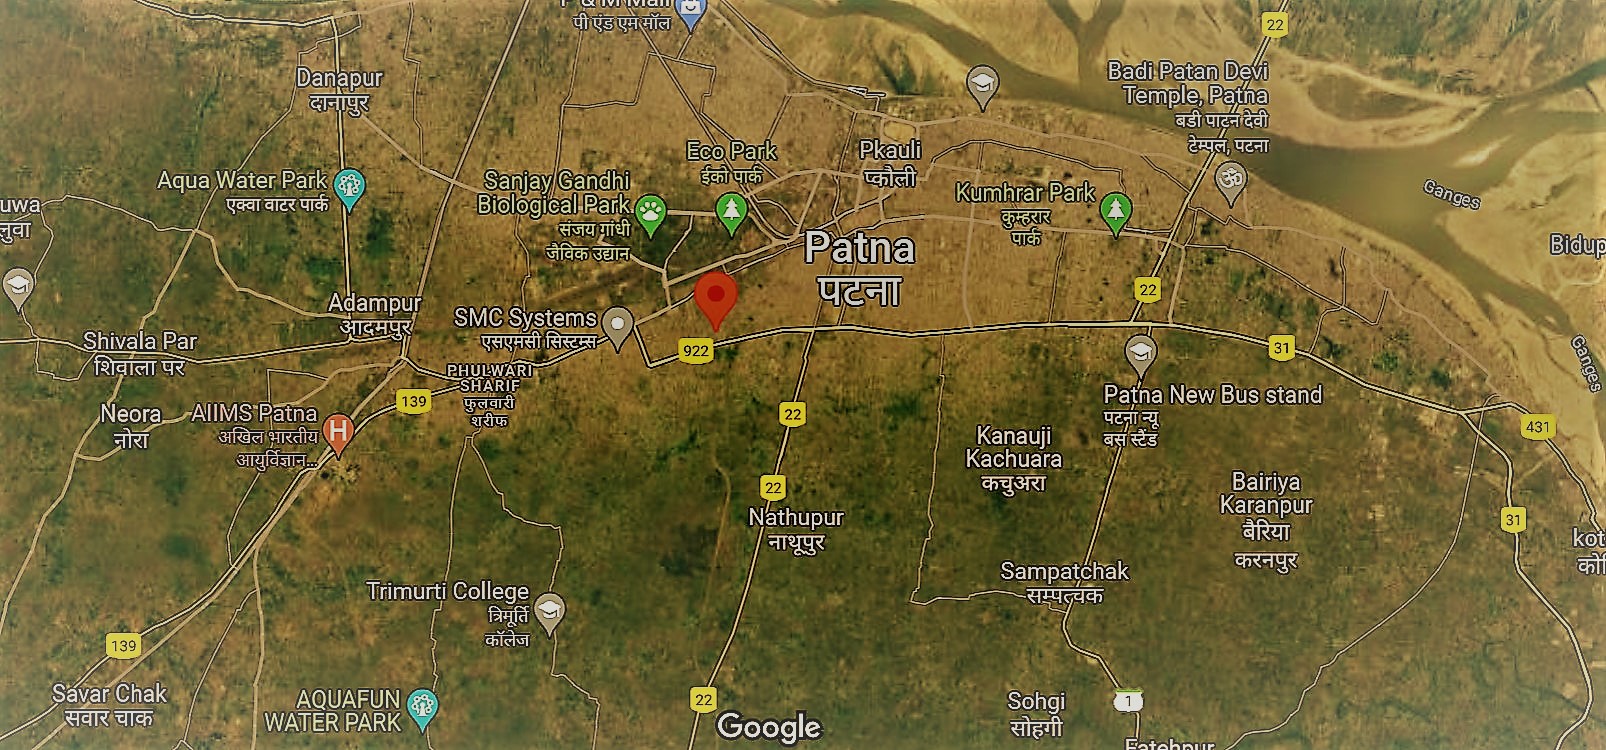 P & M Mall
पी एंड एम मॉल
22
Danapur
दानापुर
Badi Patan Devi
Temple, Patna
बडी पाटन देवी
टेम्पल, पटना
Eco Park
ईको पार्क
Pkauli
प्कौली
Aqua Water Park
एक्वा वाटर पार्क
Sanjay Gandhi
Biological Park
संजय गांधी
जैविक उद्यान
Kumhrar Park
कुम्हरार
पार्क
Ganges
uwa
लुवा
Patna
पटना
Bidup
Adampur
आदमपुर
22
SMC Systems
एसएमसी सिस्टम्स
Shivala Par
शिवाला पर
922
31
Ganges
PHULWARI
SHARIF
फुलवारी
शरीफ
139
Patna New Bus stand
पटना न्यू
बस स्टैंड
Neora
नोरा
AIIMS Patna
अखिल भारतीय
आयुर्विज्ञान...
H
22
431
Kanauji
Kachuara
कचुअरा
22
Bairiya
Karanpur
बैरिया
करनपुर
Nathupur
नाथूपुर
31
kot
को
Sampatchak
सम्पत्चक
Trimurti College
त्रिमूर्ति
कॉलेज
139
Savar Chak
सवार चाक
AQUAFUN
WATER PARK
22
Google
Sohgi
सोहगी
1
Fatehpur